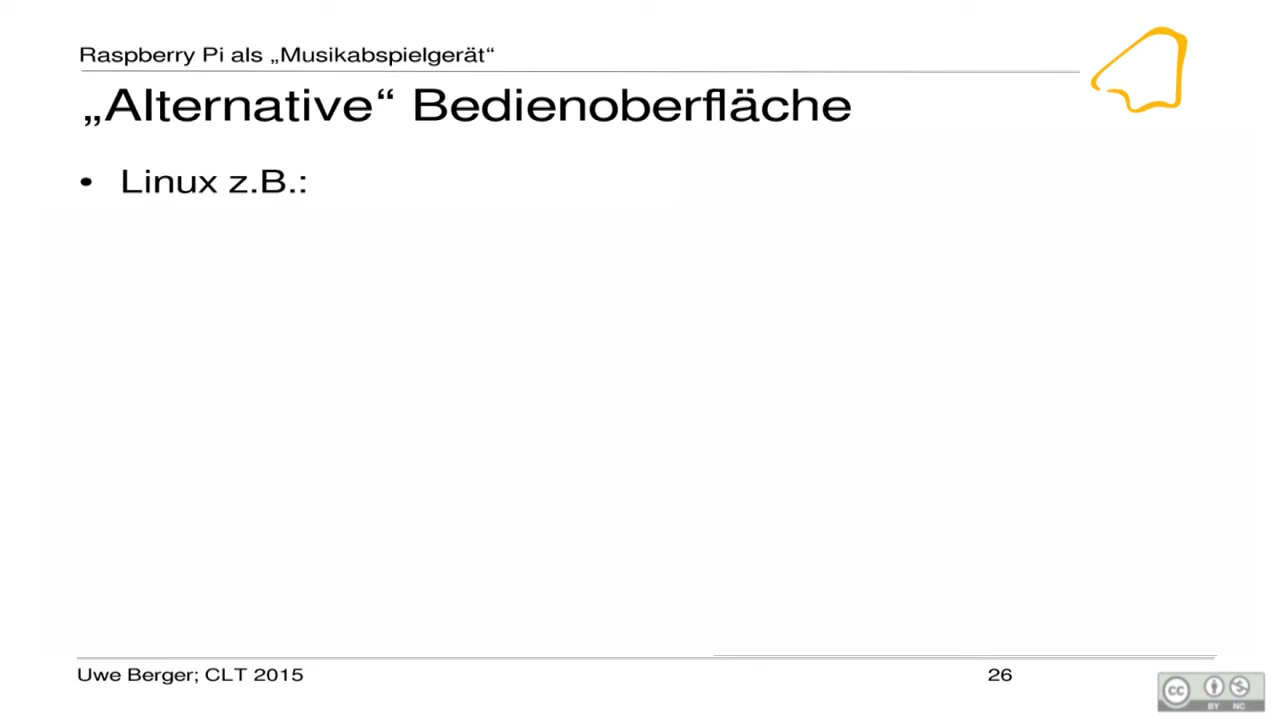 Raspberry Pi als „Musikabspielgerät“
„Alternative“ Bedienoberfläche
• Linux z.B.:
Uwe Berger; CLT 2015
26
cc
BY NC